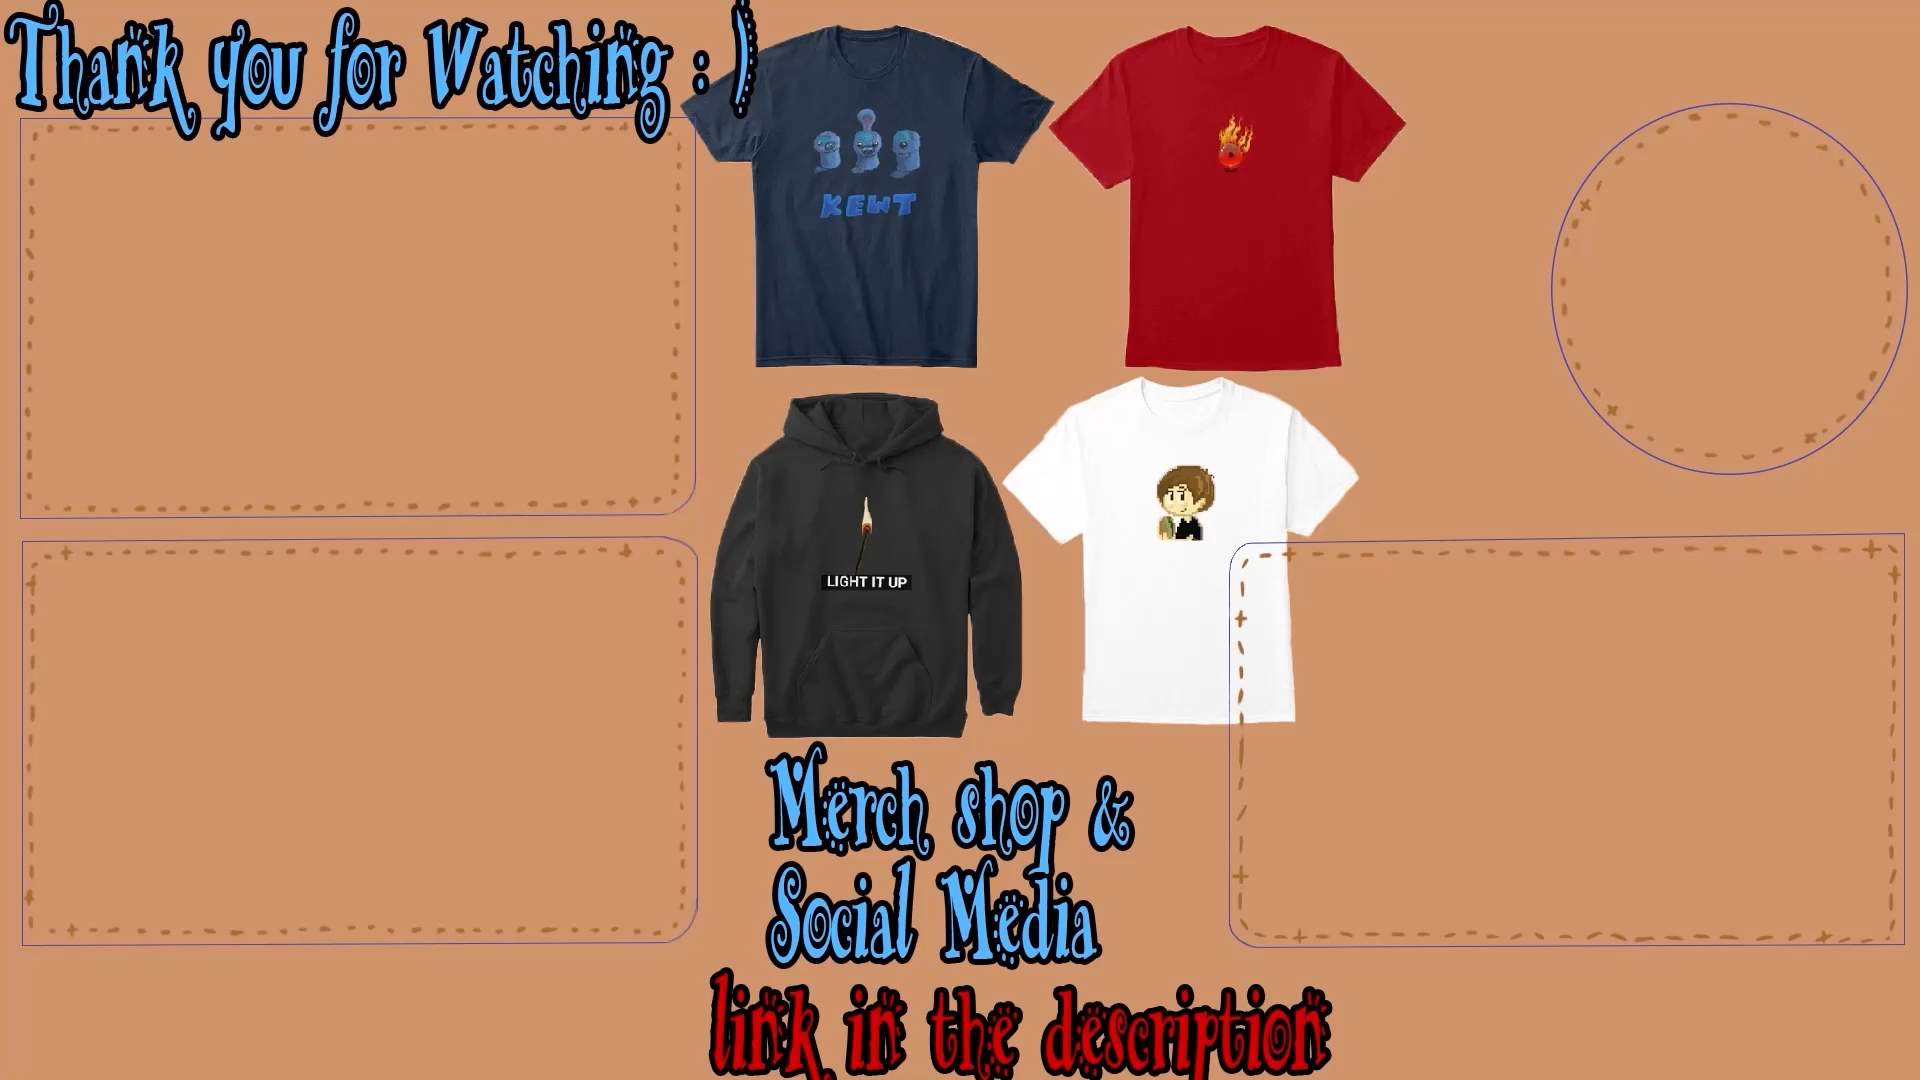 Thank you for Watching : )
KEWT
LIGHT IT UP
Merch shop &
Social Media
link in the description